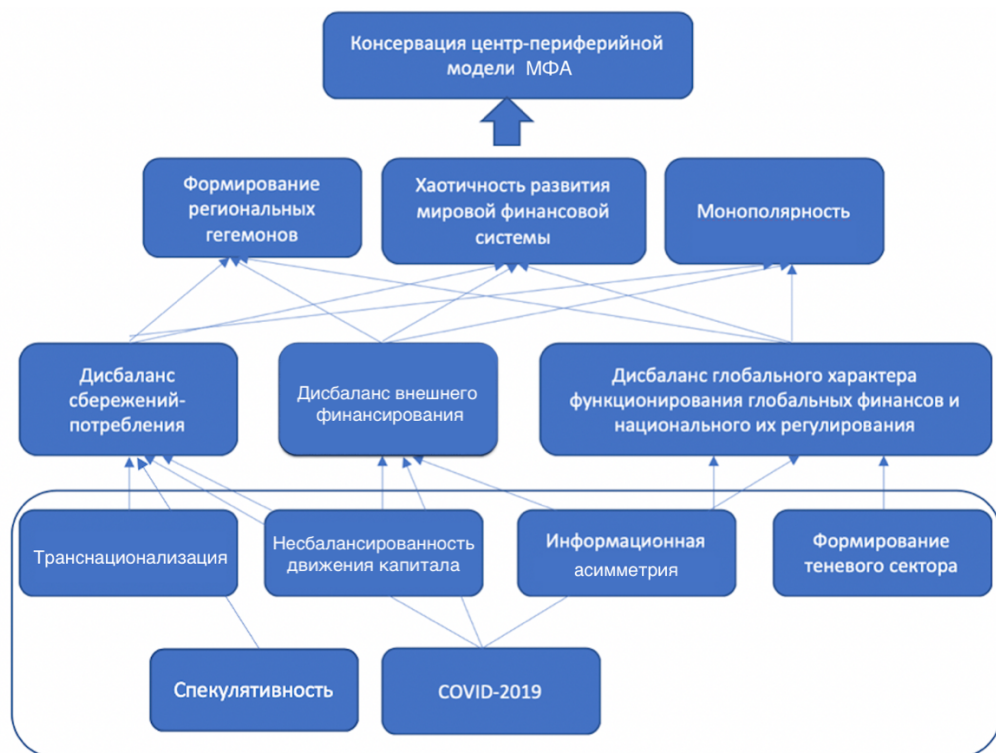 Консервация центр-периферийной
модели МФА
Формирование
региональных
гегемонов
Хаотичность развития
мировой финансовой
системы
Монополярность
Дисбаланс
сбережений-
потребления
Дисбаланс внешнего
финансирования
Дисбаланс глобального характера
функционирования глобальных финансов и
национального их регулирования
Транснационализация
Несбалансированность
движения капитала
Информационная
асимметрия
Формирование
теневого сектора
Спекулятивность
COVID-2019